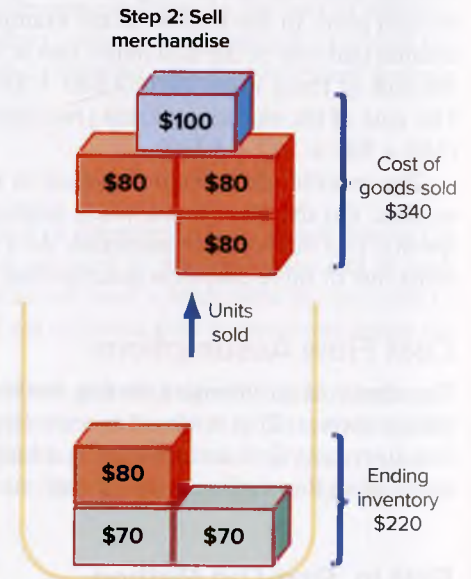 Step 2: Sell
merchandise
$100
$80 $80
$80
Cost of
goods sold
$340
Units
sold
$80
$70 $70
Ending
inventory
$220